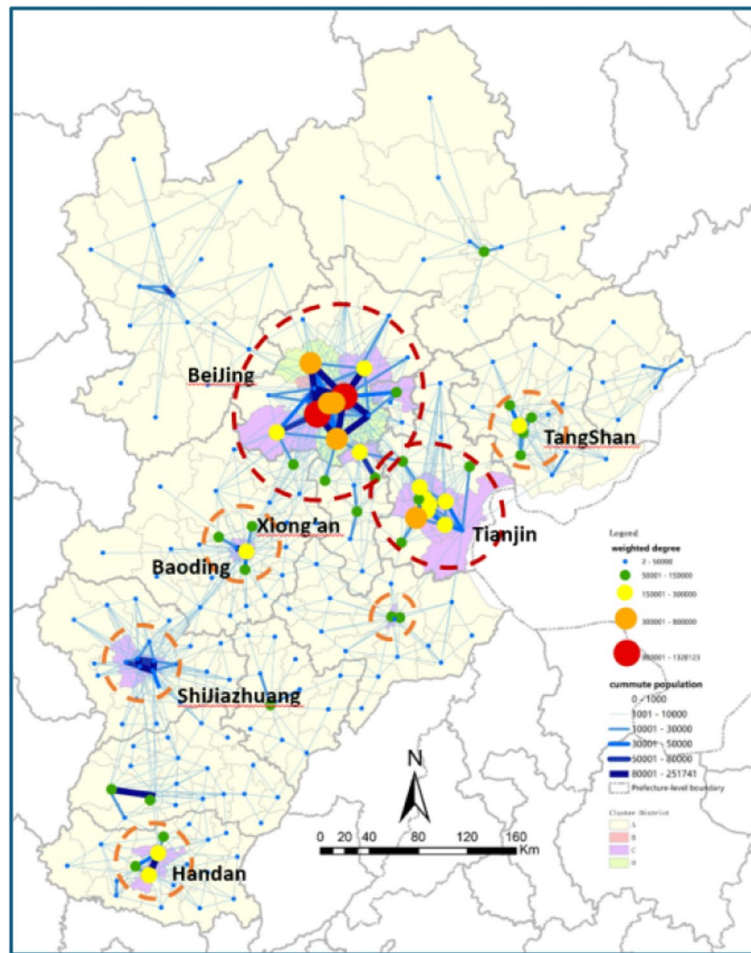 BeiJing
TangShan
Xiong'an
Tianjin
Baoding
ShiJiazhuang
Handan
N
0 20 40 80 120 160
Km
Legend
weighted degree
2 - 50000
50001 - 150000
150001 - 300000
300001 - 800000
800001 - 1328123
cummute population
0 - 1000
1001 - 10000
10001 - 30000
30001 - 50000
50001 - 80000
80001 - 251741
Prefecture-level boundary
Cluster District
A
B
C